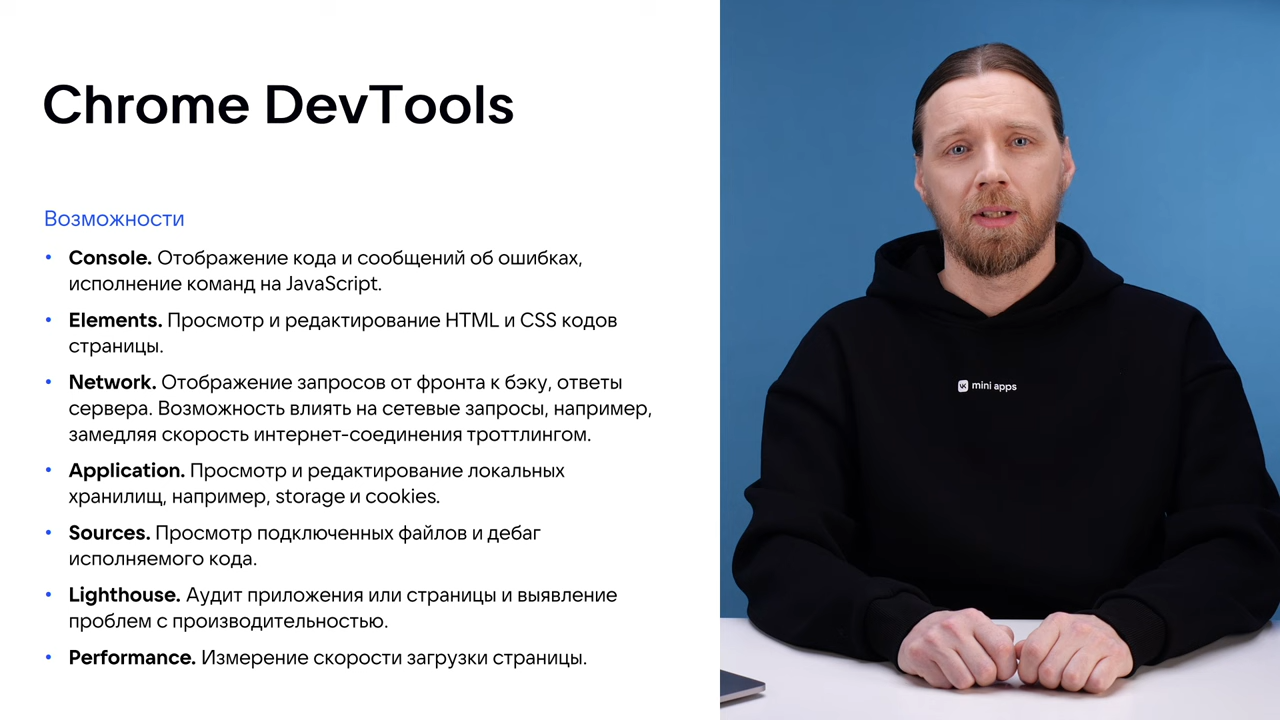 Chrome DevTools
Возможности
• Console. Отображение кода и сообщений об ошибках,
исполнение команд на JavaScript.
• Elements. Просмотр и редактирование HTML и CSS кодов
страницы.
• Network. Отображение запросов от фронта к бэку, ответы
сервера. Возможность влиять на сетевые запросы, например,
замедляя скорость интернет-соединения троттлингом.
• Application. Просмотр и редактирование локальных
хранилищ, например, storage и cookies.
• Sources. Просмотр подключенных файлов и дебаг
исполняемого кода.
• Lighthouse. Аудит приложения или страницы и выявление
проблем с производительностью.
• Performance. Измерение скорости загрузки страницы.
VK mini apps